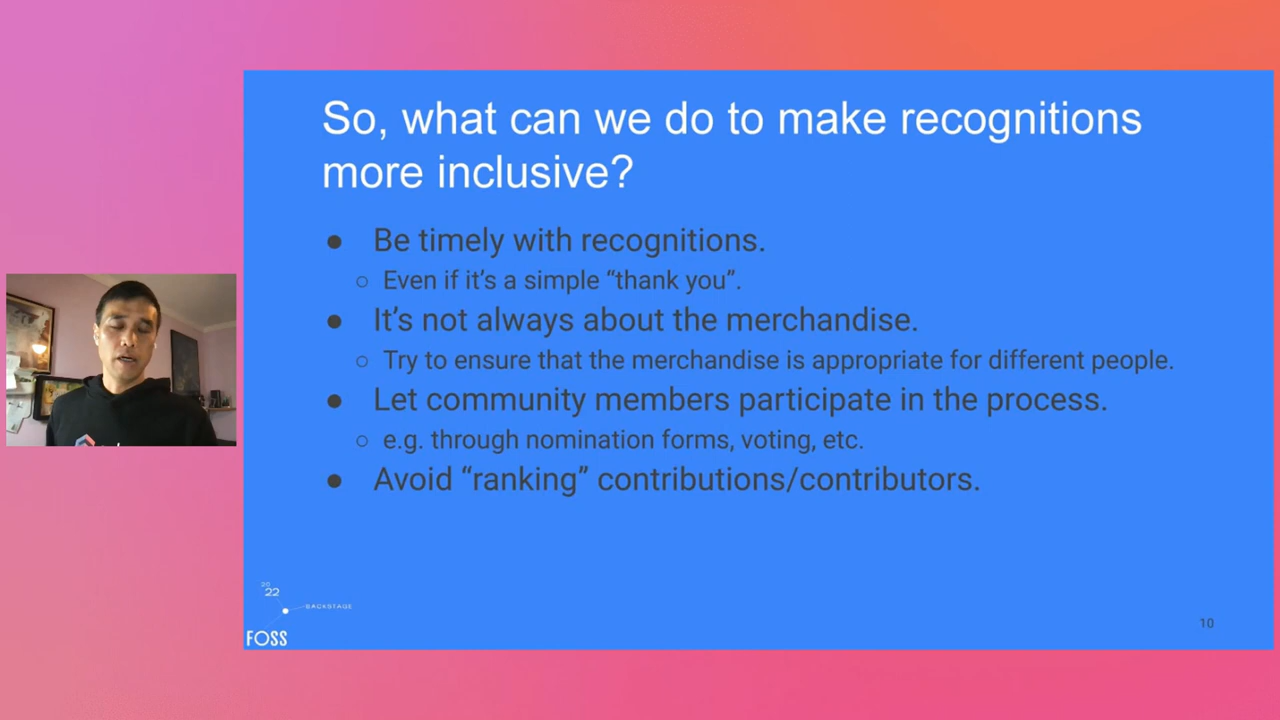 So, what can we do to make recognitions
more inclusive?
● Be timely with recognitions.
○ Even if it’s a simple “thank you”.
● It’s not always about the merchandise.
○ Try to ensure that the merchandise is appropriate for different people.
● Let community members participate in the process.
○ e.g. through nomination forms, voting, etc.
● Avoid “ranking” contributions/contributors.
20
22
BACKSTAGE
FOSS
10